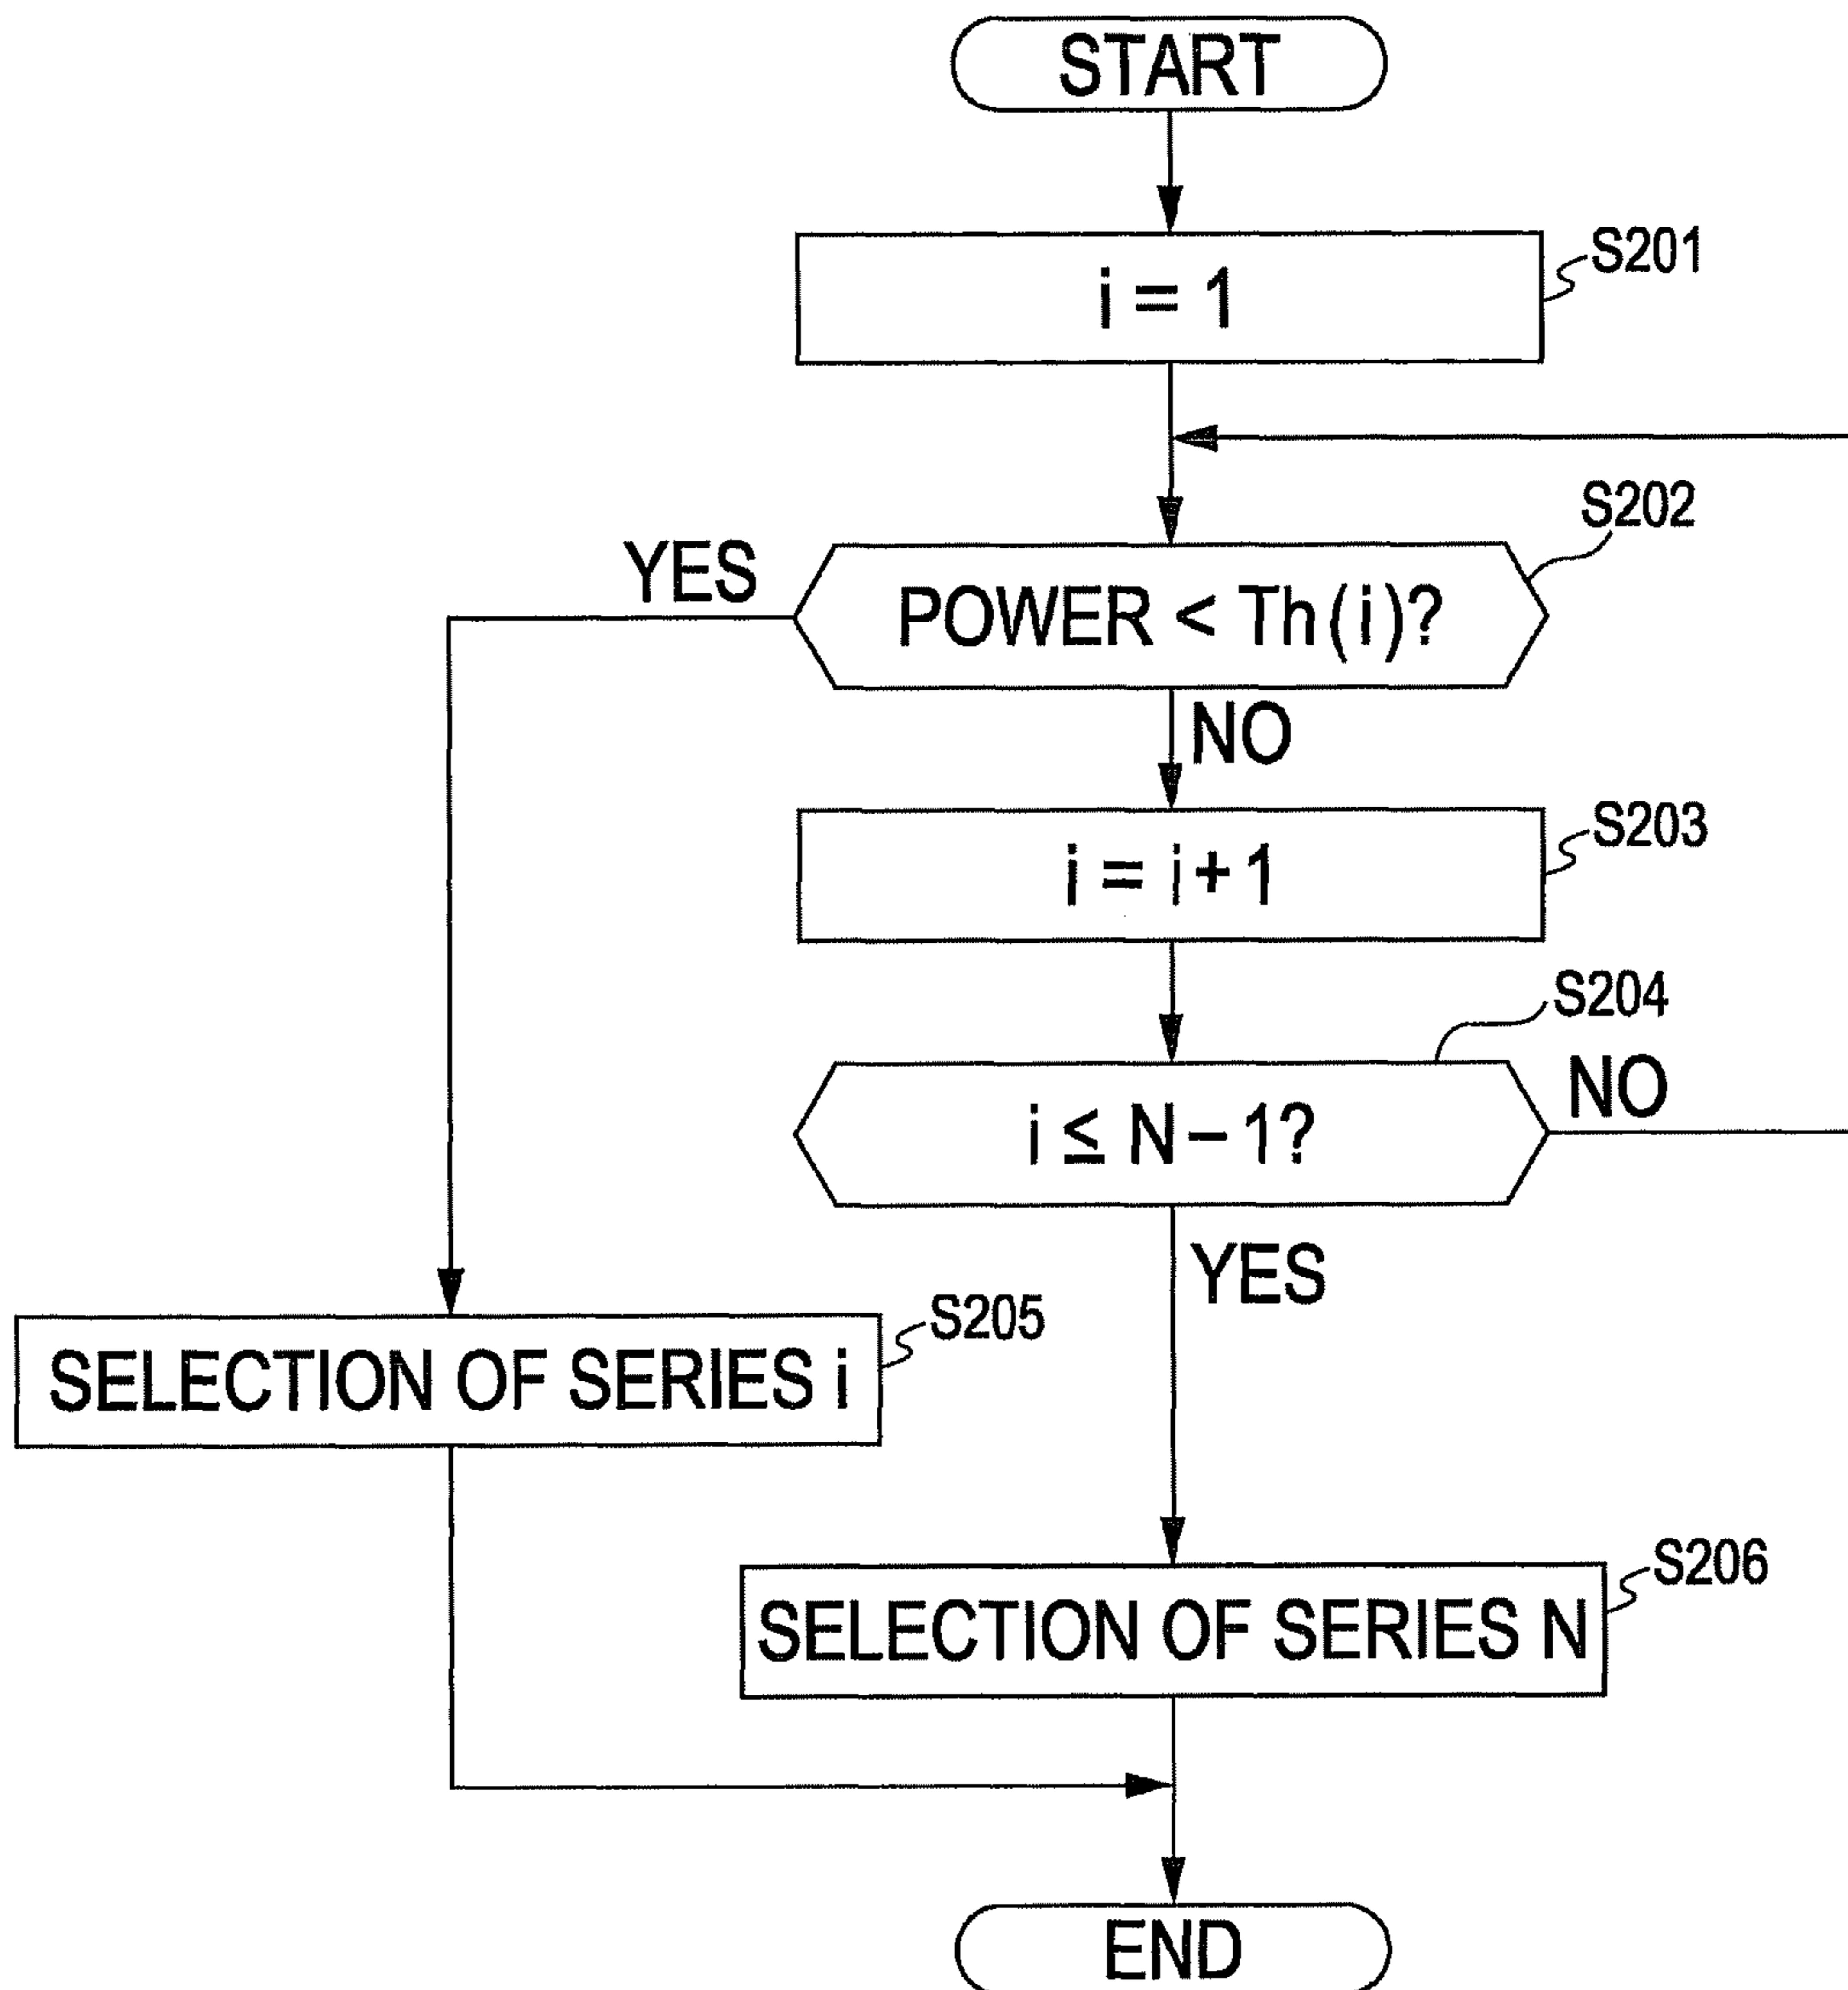 START
i = 1
S201
S202
YES
POWER < Th(i)?
NO
S203
i = i + 1
S204
i ≤ N – 1?
NO
YES
S205
SELECTION OF SERIES i
S206
SELECTION OF SERIES N
END